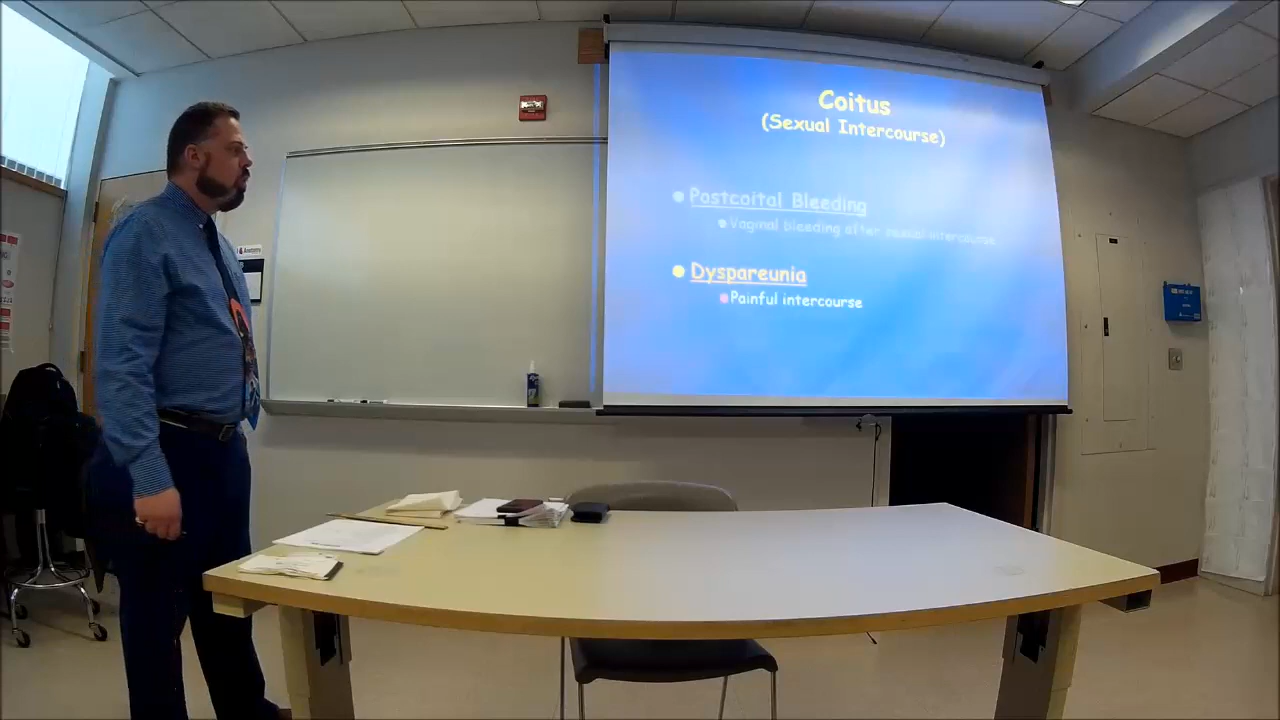 Coitus
(Sexual Intercourse)
Postcoital Bleeding
Vaginal bleeding after sexual intercourse
Dyspareunia
Painful intercourse